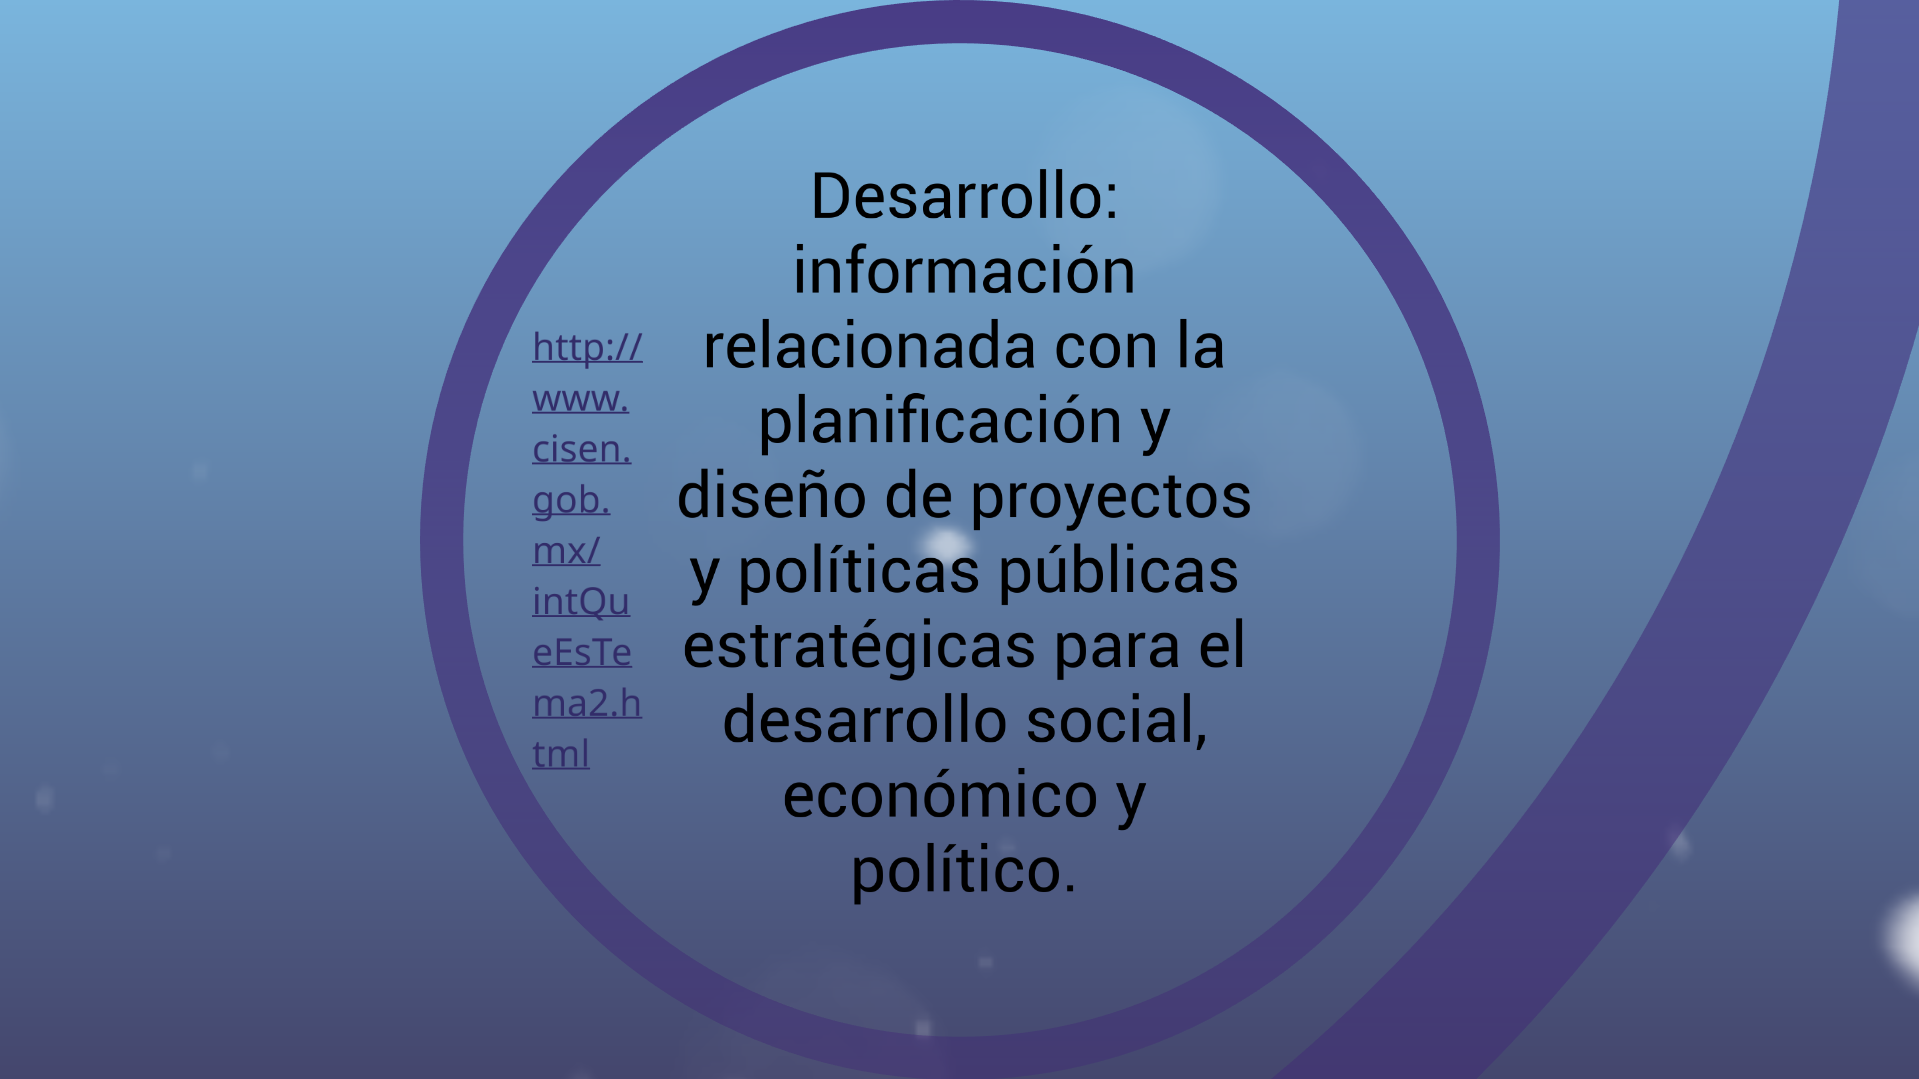 http://
www.
cisen.
gob.
mx/
intQu
eEsTe
ma2.h
tml
Desarrollo:
información
relacionada con la
planificación y
diseño de proyectos
y políticas públicas
estratégicas para el
desarrollo social,
económico y
político.